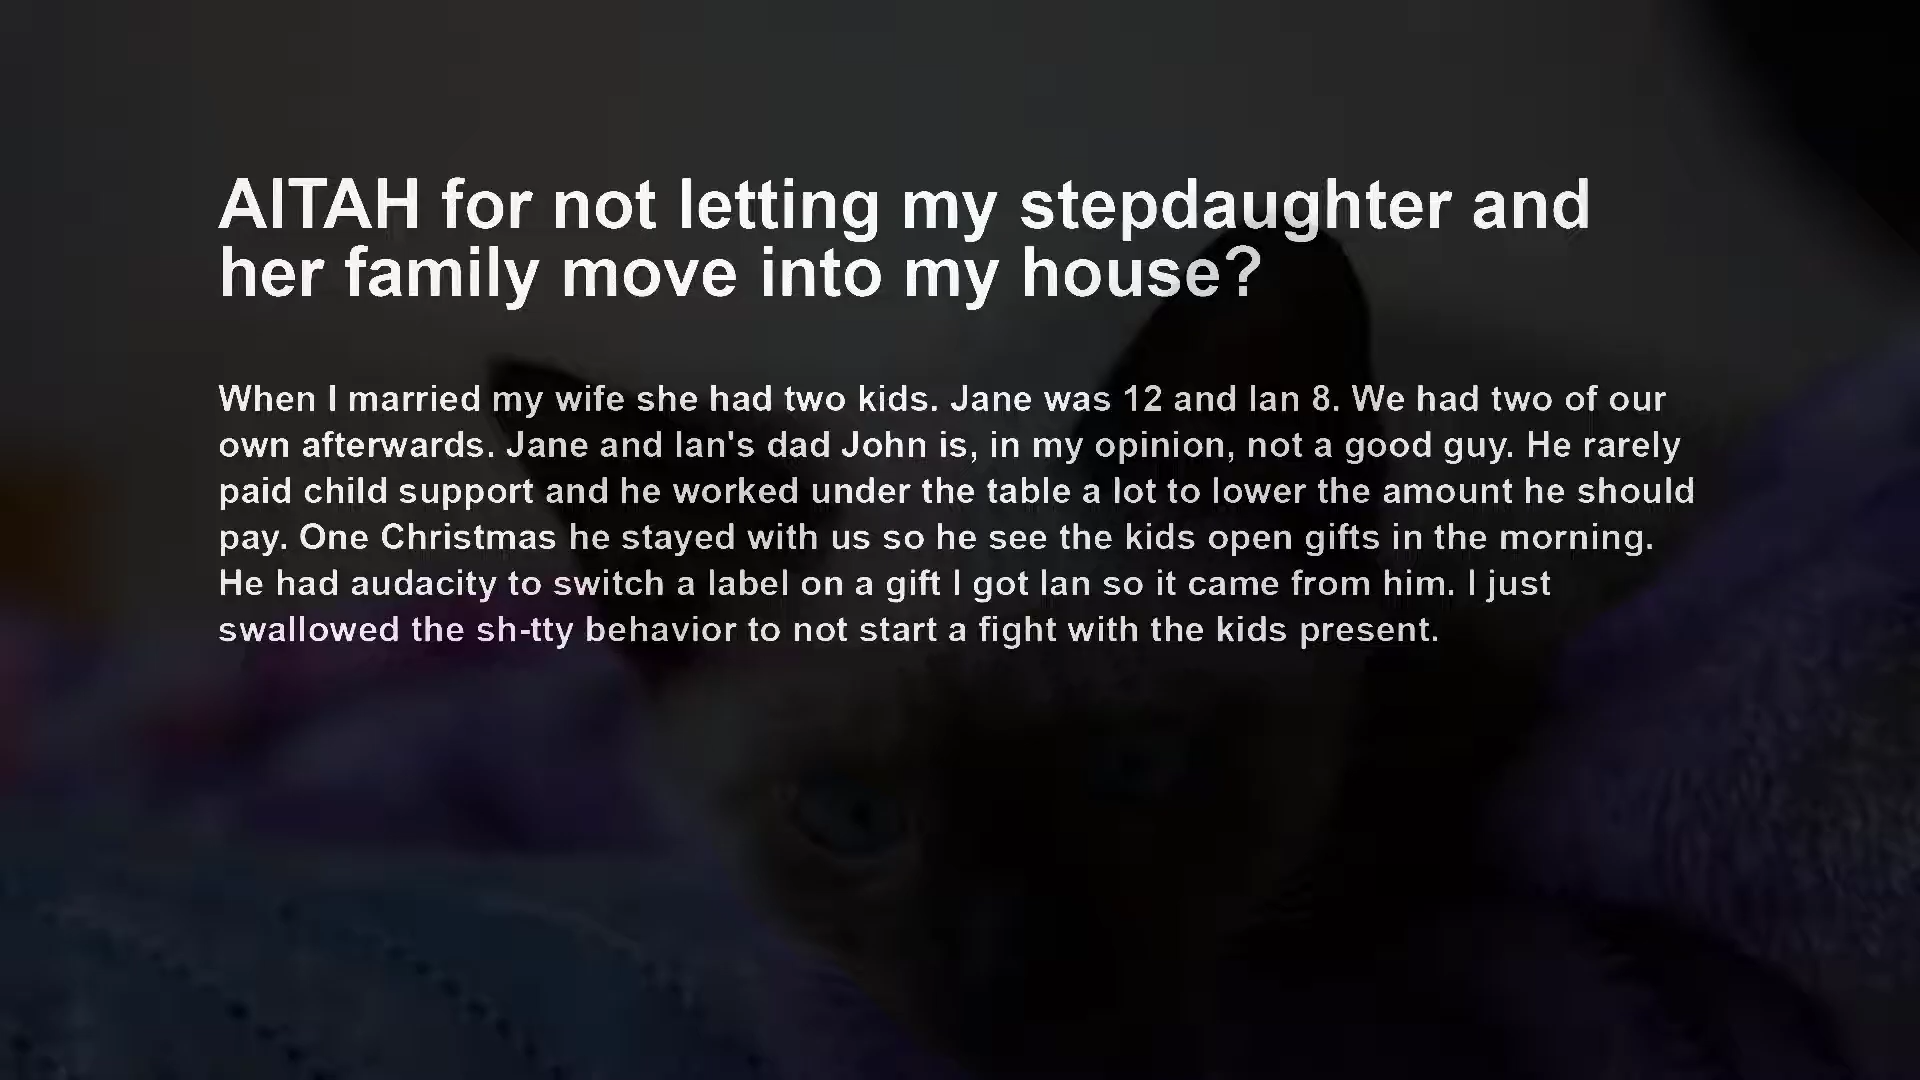 AITAH for not letting my stepdaughter and
her family move into my house?
When I married my wife she had two kids. Jane was 12 and Ian 8. We had two of our
own afterwards. Jane and Ian's dad John is, in my opinion, not a good guy. He rarely
paid child support and he worked under the table a lot to lower the amount he should
pay. One Christmas he stayed with us so he see the kids open gifts in the morning.
He had audacity to switch a label on a gift I got Ian so it came from him. I just
swallowed the sh-tty behavior to not start a fight with the kids present.